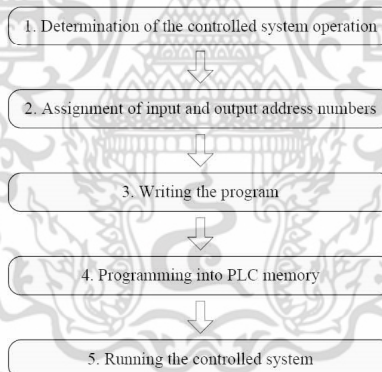 1. Determination of the controlled system operation
2. Assignment of input and output address numbers
3. Writing the program
4. Programming into PLC memory
5. Running the controlled system